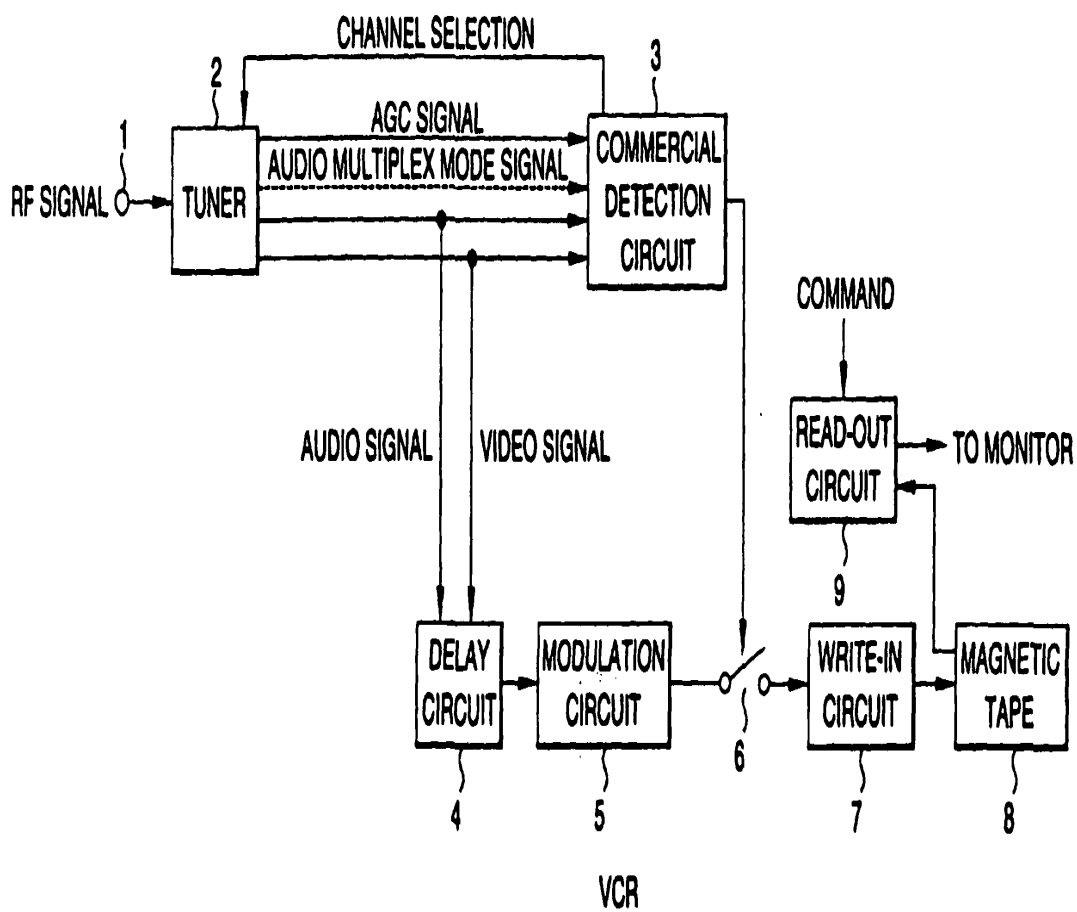 CHANNEL SELECTION
2
3
1
AGC SIGNAL
AUDIO MULTIPLEX MODE SIGNAL
RF SIGNAL
TUNER
COMMERCIAL
DETECTION
CIRCUIT
COMMAND
AUDIO SIGNAL
VIDEO SIGNAL
READ-OUT
CIRCUIT
TO MONITOR
9
DELAY
CIRCUIT
MODULATION
CIRCUIT
WRITE-IN
CIRCUIT
MAGNETIC
TAPE
6
4
5
7
8
VCR